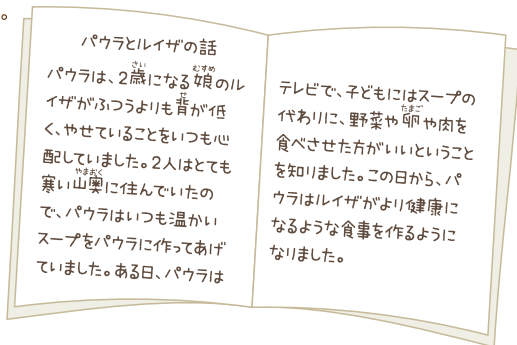 。
パウラとルイザの話
パウラは、2歳になる娘のル
イザがふつうよりも背が低
く、やせていることをいつも心
配していました。2人はとても
寒い山奥に住んでいたの
で、パウラはいつも温かい
スープをパウラに作ってあげ
ていました。ある日、パウラは
テレビで、子どもにはスープの
代わりに、野菜や卵や肉を
食べさせた方がいいということ
を知りました。この日から、パ
ウラはルイザがより健康に
なるような食事を作るように
なりました。